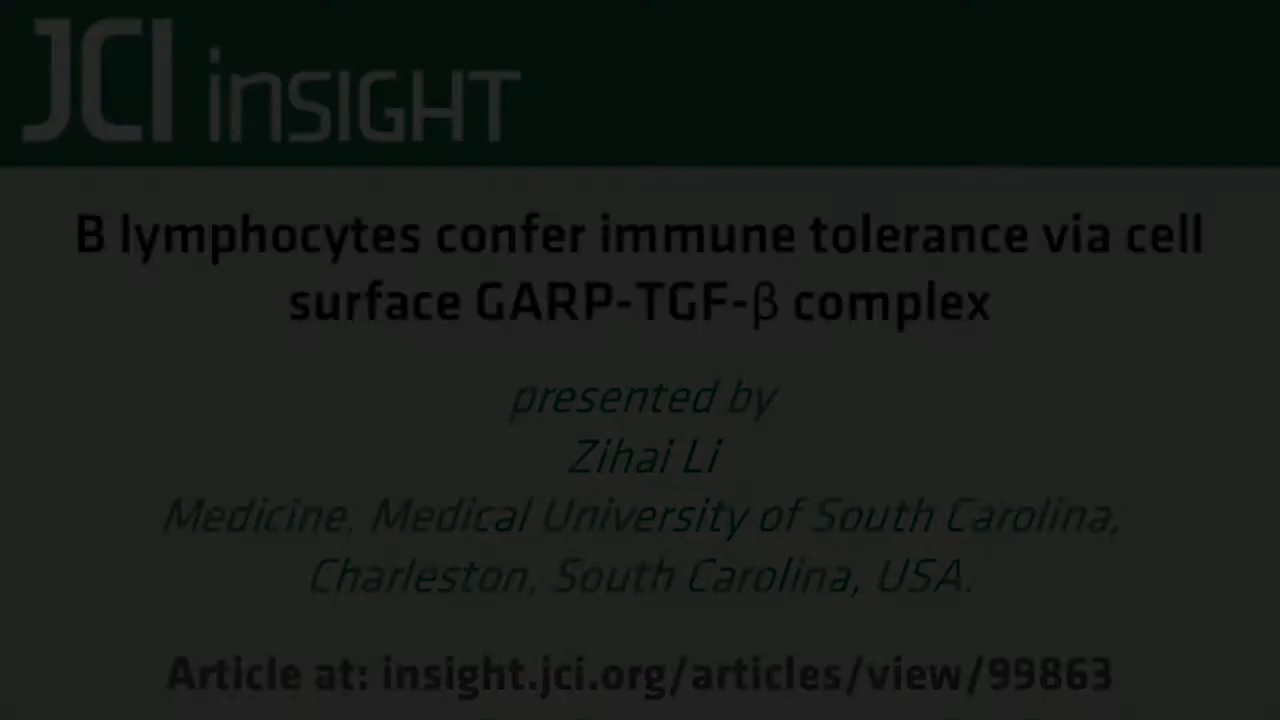 JCI inSIGHT
B lymphocytes confer immune tolerance via cell
surface GARP-TGF-β complex
presented by
Zihai Li
Medicine, Medical University of South Carolina,
Charleston, South Carolina, USA.
Article at: insight.jci.org/articles/view/99863